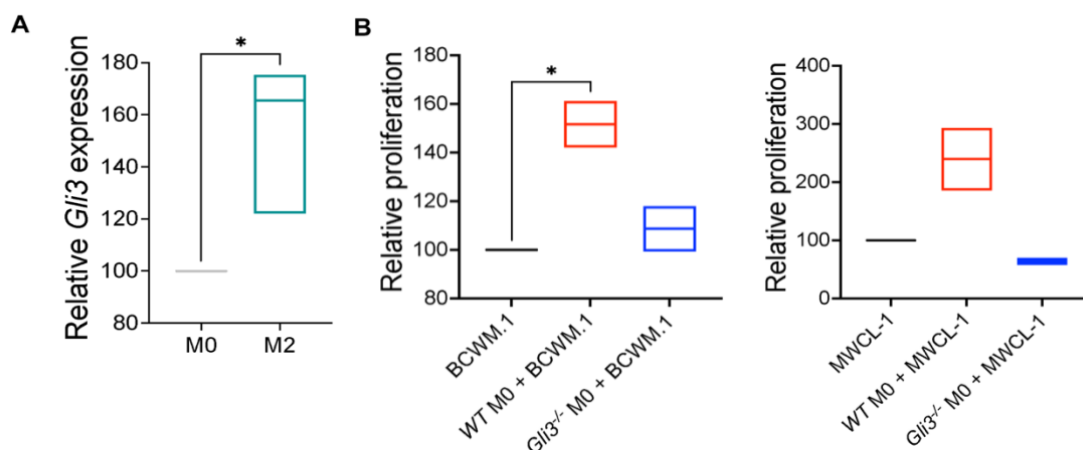 A
Relative Gli3 expression
180
160
140
120
100
80
*
M0
M2
B
Relative proliferation
180
160
140
120
100
80
*
BCWM.1
WT M0 + BCWM.1
Gli3-/- M0 + BCWM.1
Relative proliferation
400
300
200
100
0
MWCL-1
WT M0 + MWCL-1
Gli3-/- M0 + MWCL-1